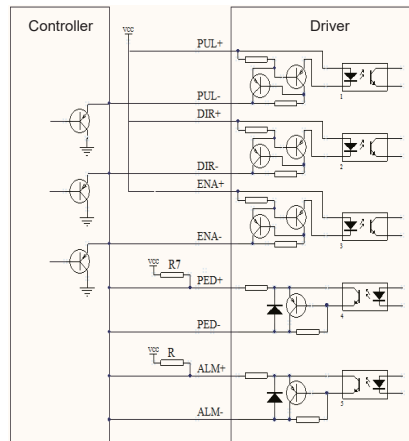 Controller
Driver
VCC
PUL+
1
PUL-
DIR+
2
DIR-
ENA+
3
ENA-
VCC
R7
PED+
4
PED-
VCC
R
ALM+
5
ALM-